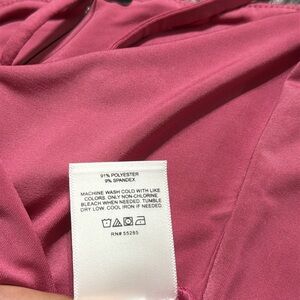 91% POLYESTER
9% SPANDEX
MACHINE WASH COLD WITH LIKE
COLORS. ONLY NON-CHLORINE
BLEACH WHEN NEEDED. TUMBLE
DRY LOW. COOL IRON IF NEEDED.
RN# 55285